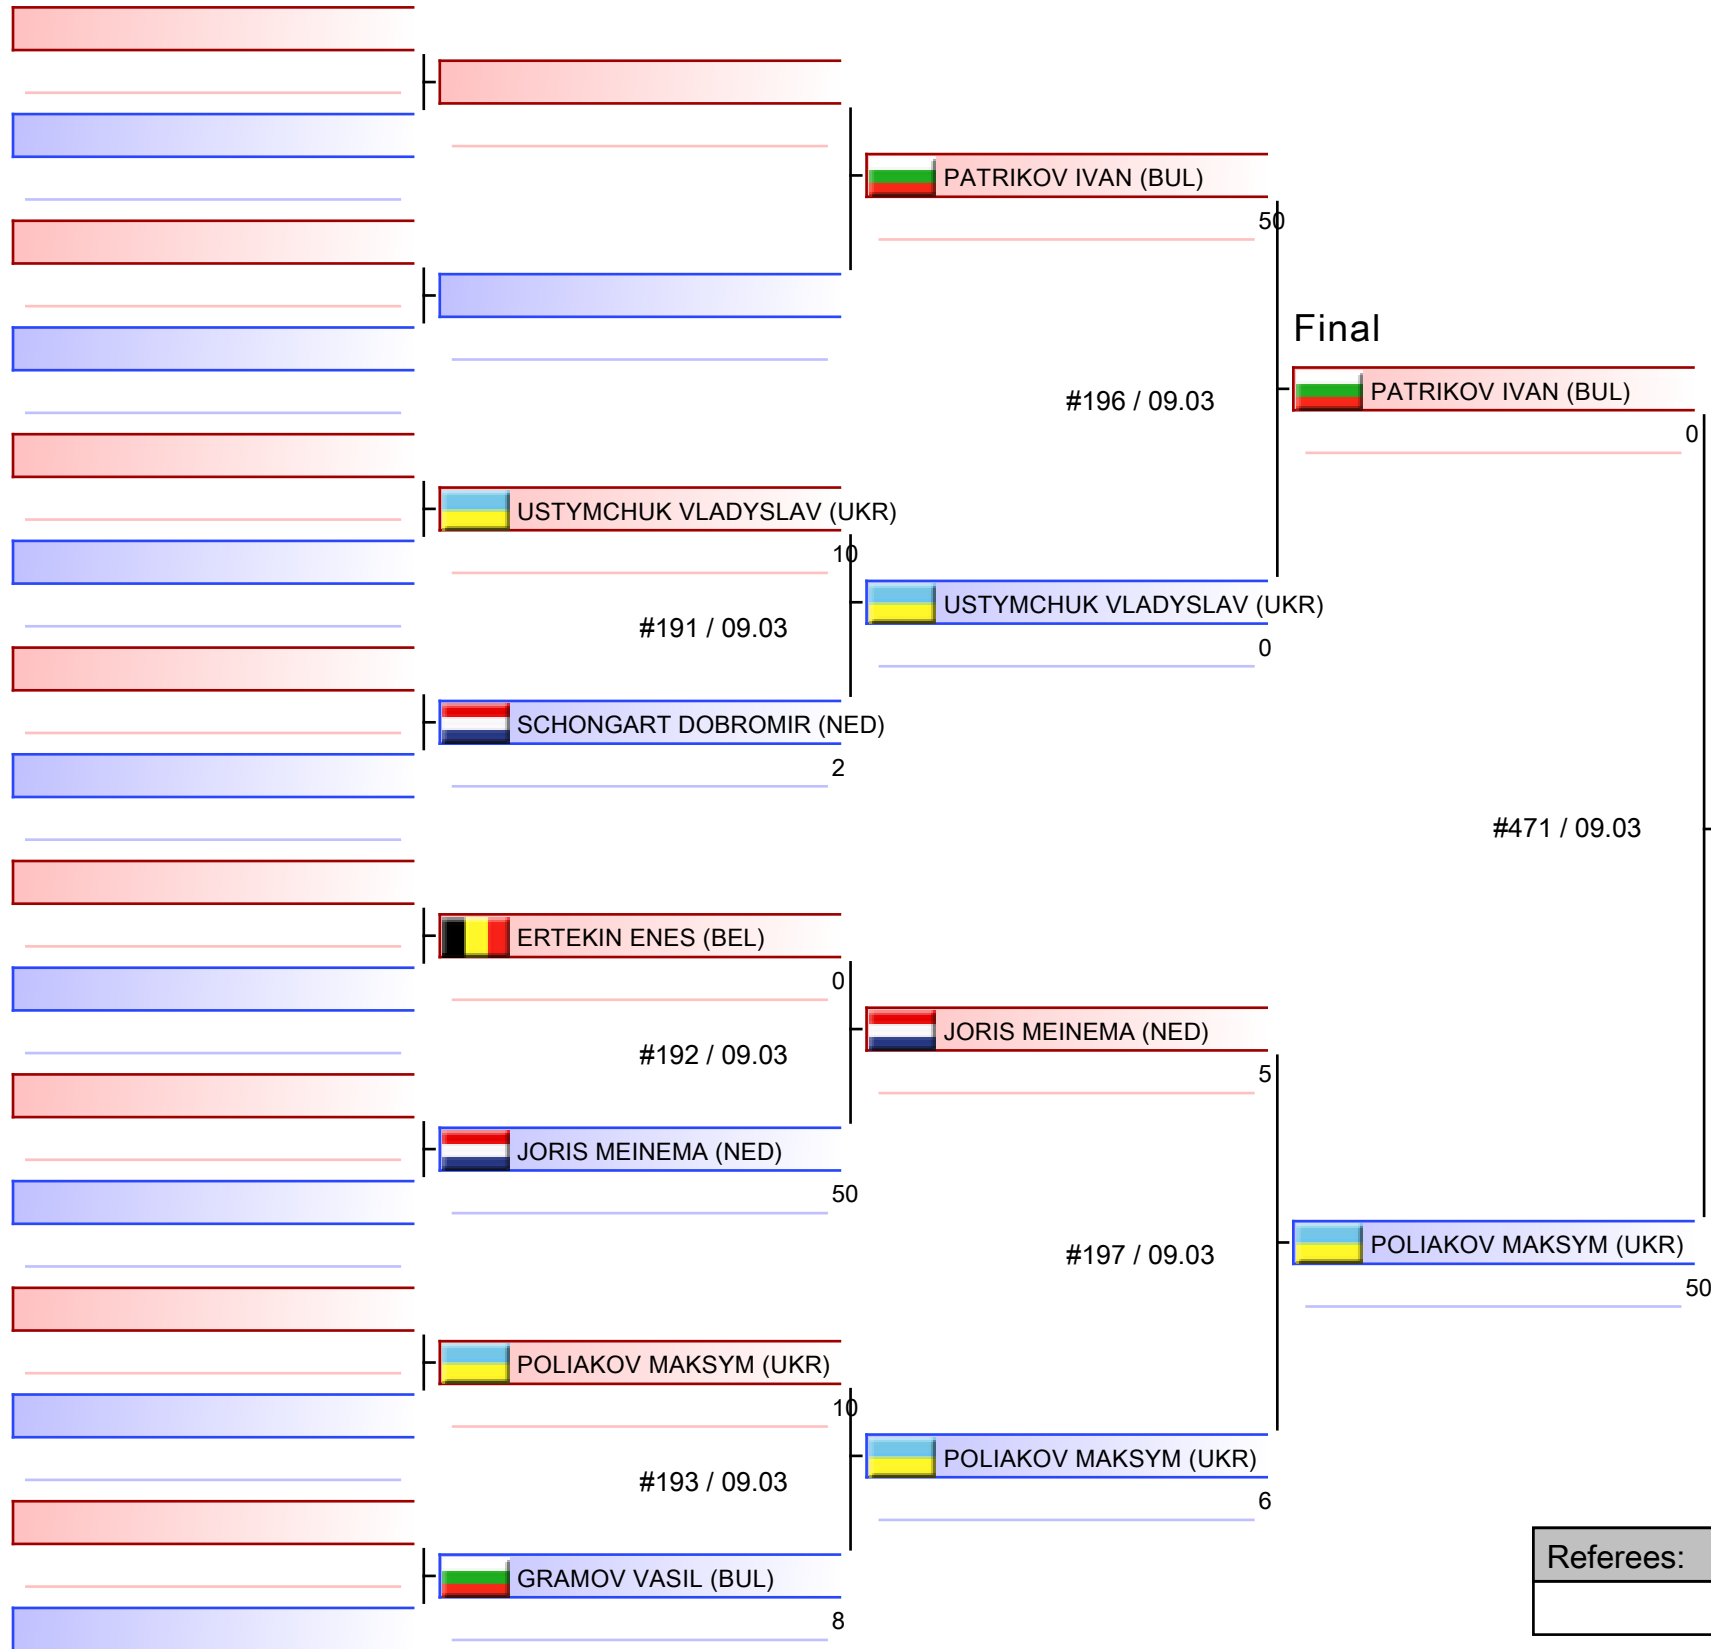 PATRIKOV IVAN (BUL)
50
Final
#196 / 09.03
PATRIKOV IVAN (BUL)
0
USTYMCHUK VLADYSLAV (UKR)
10
USTYMCHUK VLADYSLAV (UKR)
#191 / 09.03
0
SCHONGART DOBROMIR (NED)
2
#471 / 09.03
ERTEKIN ENES (BEL)
0
JORIS MEINEMA (NED)
#192 / 09.03
5
JORIS MEINEMA (NED)
50
#197 / 09.03
POLIAKOV MAKSYM (UKR)
50
POLIAKOV MAKSYM (UKR)
10
POLIAKOV MAKSYM (UKR)
#193 / 09.03
6
Referees:
GRAMOV VASIL (BUL)
8